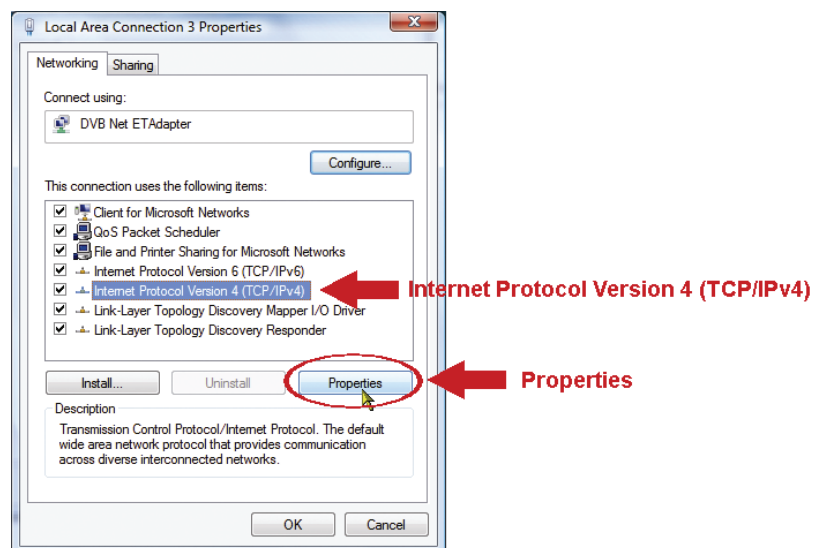 Local Area Connection 3 Properties
Networking Sharing
Connect using:
DVB Net ETAdapter
Configure...
This connection uses the following items:
Client for Microsoft Networks
QoS Packet Scheduler
File and Printer Sharing for Microsoft Networks
Internet Protocol Version 6 (TCP/IPv6)
Internet Protocol Version 4 (TCP/IPv4)
Internet Protocol Version 4 (TCP/IPv4)
Link-Layer Topology Discovery Mapper I/O Driver
Link-Layer Topology Discovery Responder
Install... Uninstall Properties
Properties
Description
Transmission Control Protocol/Internet Protocol. The default
wide area network protocol that provides communication
across diverse interconnected networks.
OK Cancel